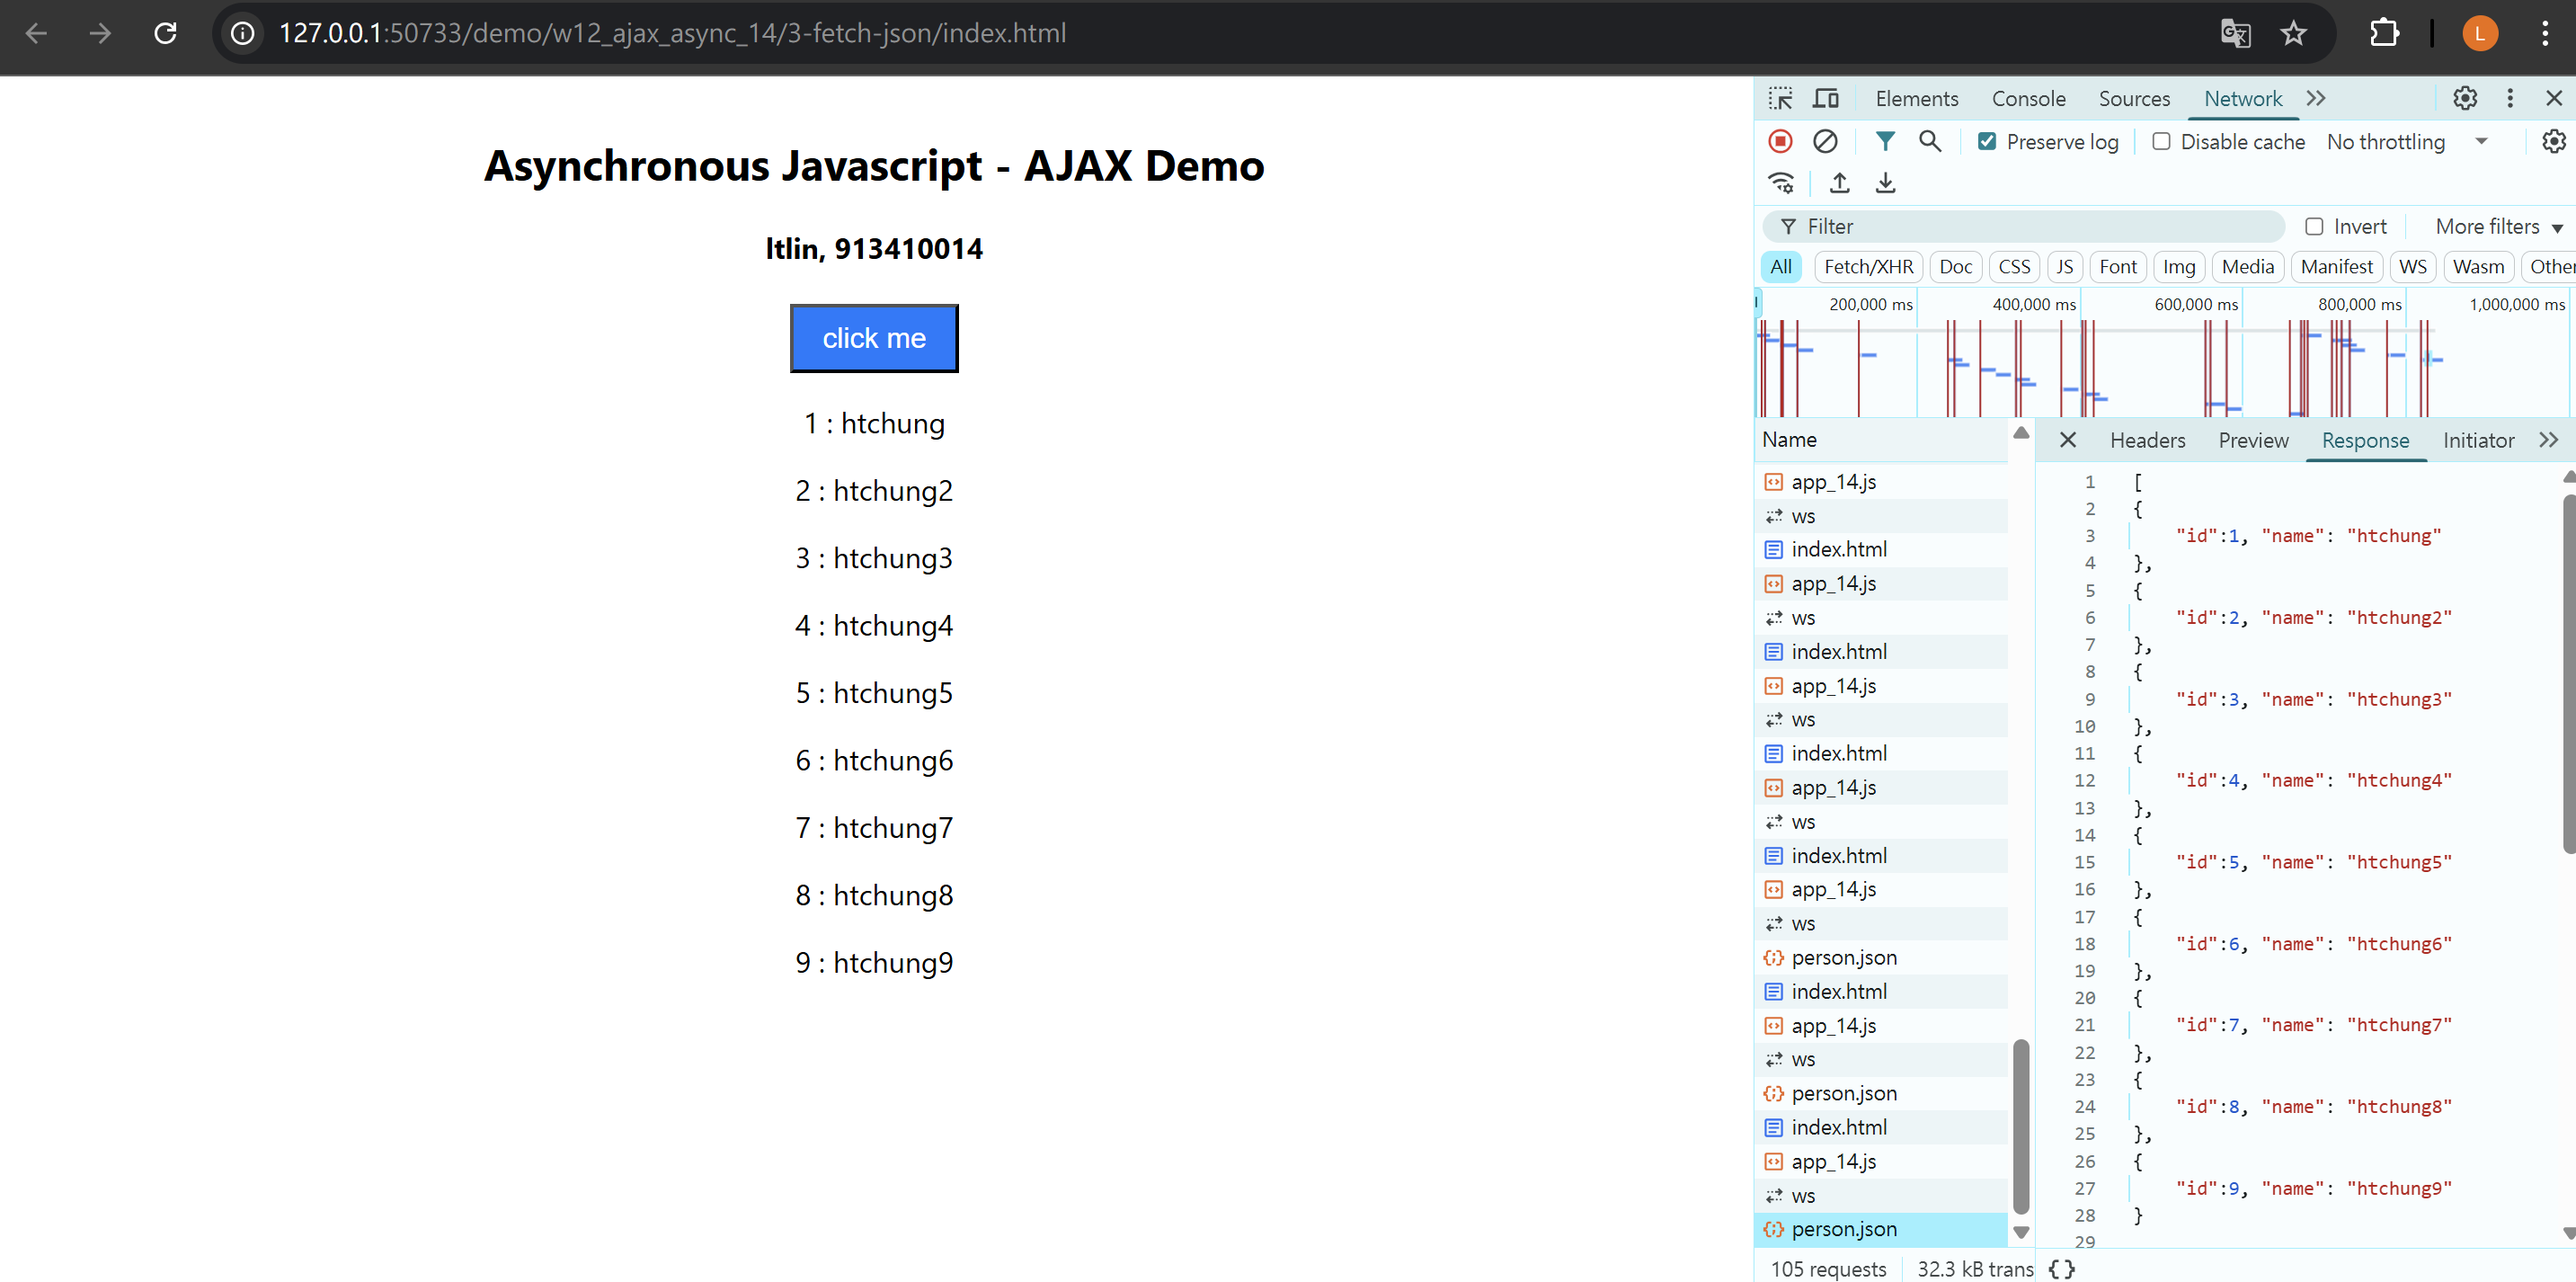 127.0.0.1:50733/demo/w12_ajax_async_14/3-fetch-json/index.html
L
Asynchronous Javascript - AJAX Demo
ltlin, 913410014
click me
1 : htchung
2 : htchung2
3 : htchung3
4 : htchung4
5 : htchung5
6 : htchung6
7 : htchung7
8 : htchung8
9 : htchung9
Elements Console Sources Network
Preserve log Disable cache No throttling
Filter Invert More filters
All Fetch/XHR Doc CSS JS Font Img Media Manifest WS Wasm Other
200,000 ms 400,000 ms 600,000 ms 800,000 ms 1,000,000 ms
Name
app_14.js
ws
index.html
app_14.js
ws
index.html
app_14.js
ws
index.html
app_14.js
ws
index.html
app_14.js
ws
person.json
index.html
app_14.js
ws
person.json
index.html
app_14.js
ws
person.json
105 requests 32.3 kB trans
Headers Preview Response Initiator
1 [
2 {
3 "id":1, "name": "htchung"
4 },
5 {
6 "id":2, "name": "htchung2"
7 },
8 {
9 "id":3, "name": "htchung3"
10 },
11 {
12 "id":4, "name": "htchung4"
13 },
14 {
15 "id":5, "name": "htchung5"
16 },
17 {
18 "id":6, "name": "htchung6"
19 },
20 {
21 "id":7, "name": "htchung7"
22 },
23 {
24 "id":8, "name": "htchung8"
25 },
26 {
27 "id":9, "name": "htchung9"
28 }
29
{ }